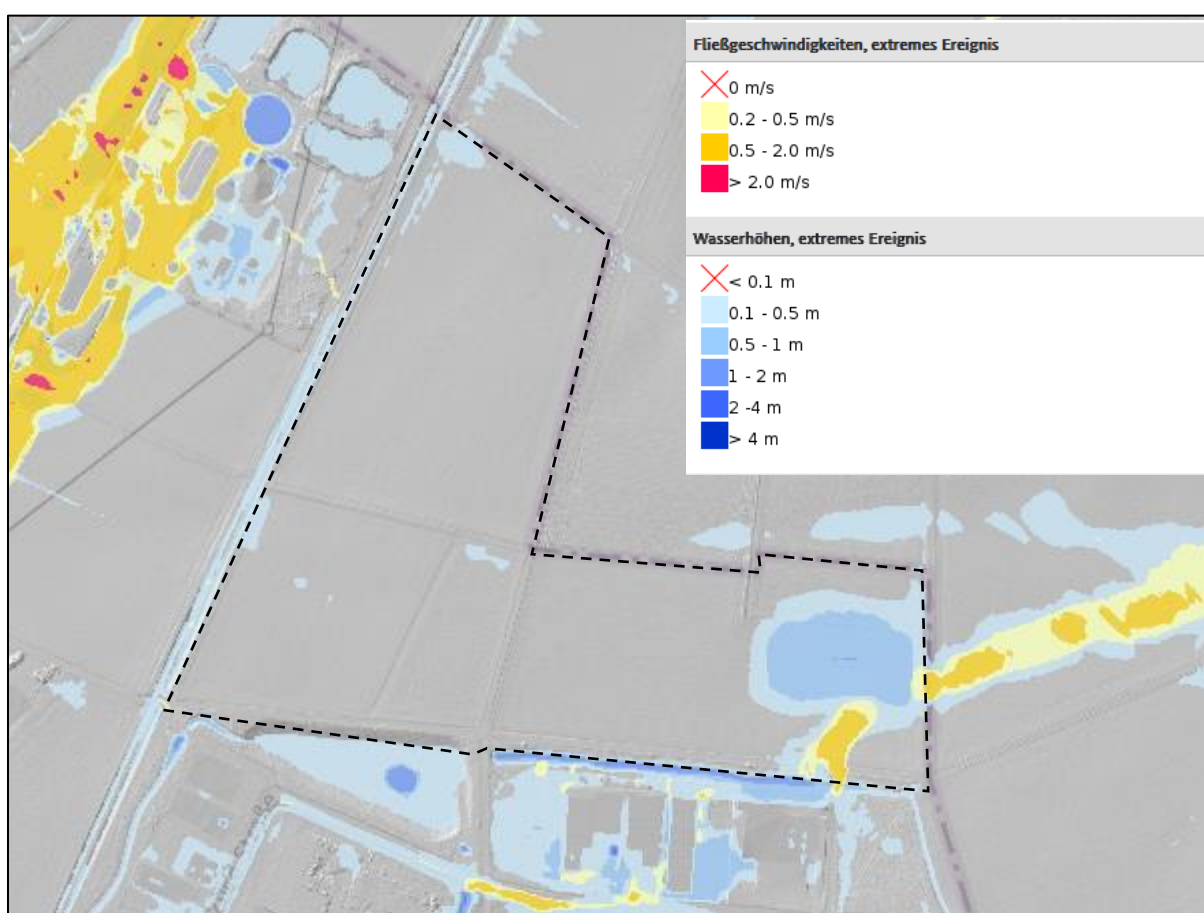 Fließgeschwindigkeiten, extremes Ereignis
0 m/s
0.2 - 0.5 m/s
0.5 - 2.0 m/s
> 2.0 m/s
Wasserhöhen, extremes Ereignis
< 0.1 m
0.1 - 0.5 m
0.5 - 1 m
1 - 2 m
2 -4 m
> 4 m